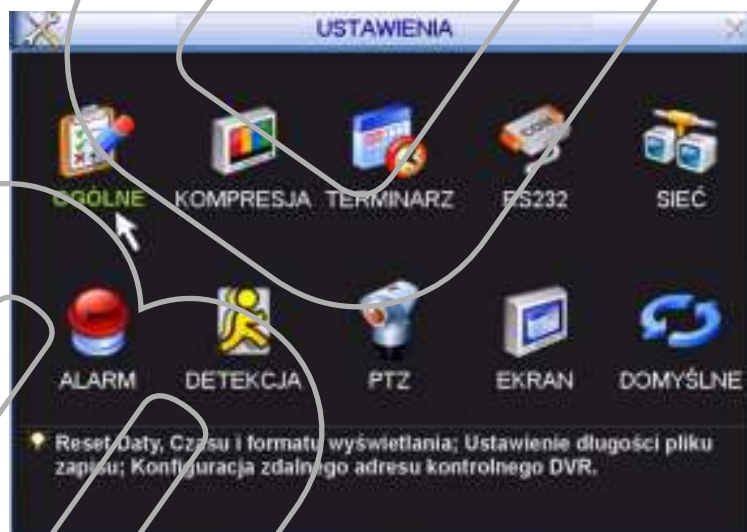 USTAWIENIA
OGÓLNE KOMPRESJA TERMINARZ RS232 SIEĆ
ALARM DETEKCJA PTZ EKRAN DOMYŚLNE
Reset Daty, Czasu i formatu wyświetlania; Ustawienie długości pliku
zapisu; Konfiguracja zdalnego adresu kontrolnego DVR.